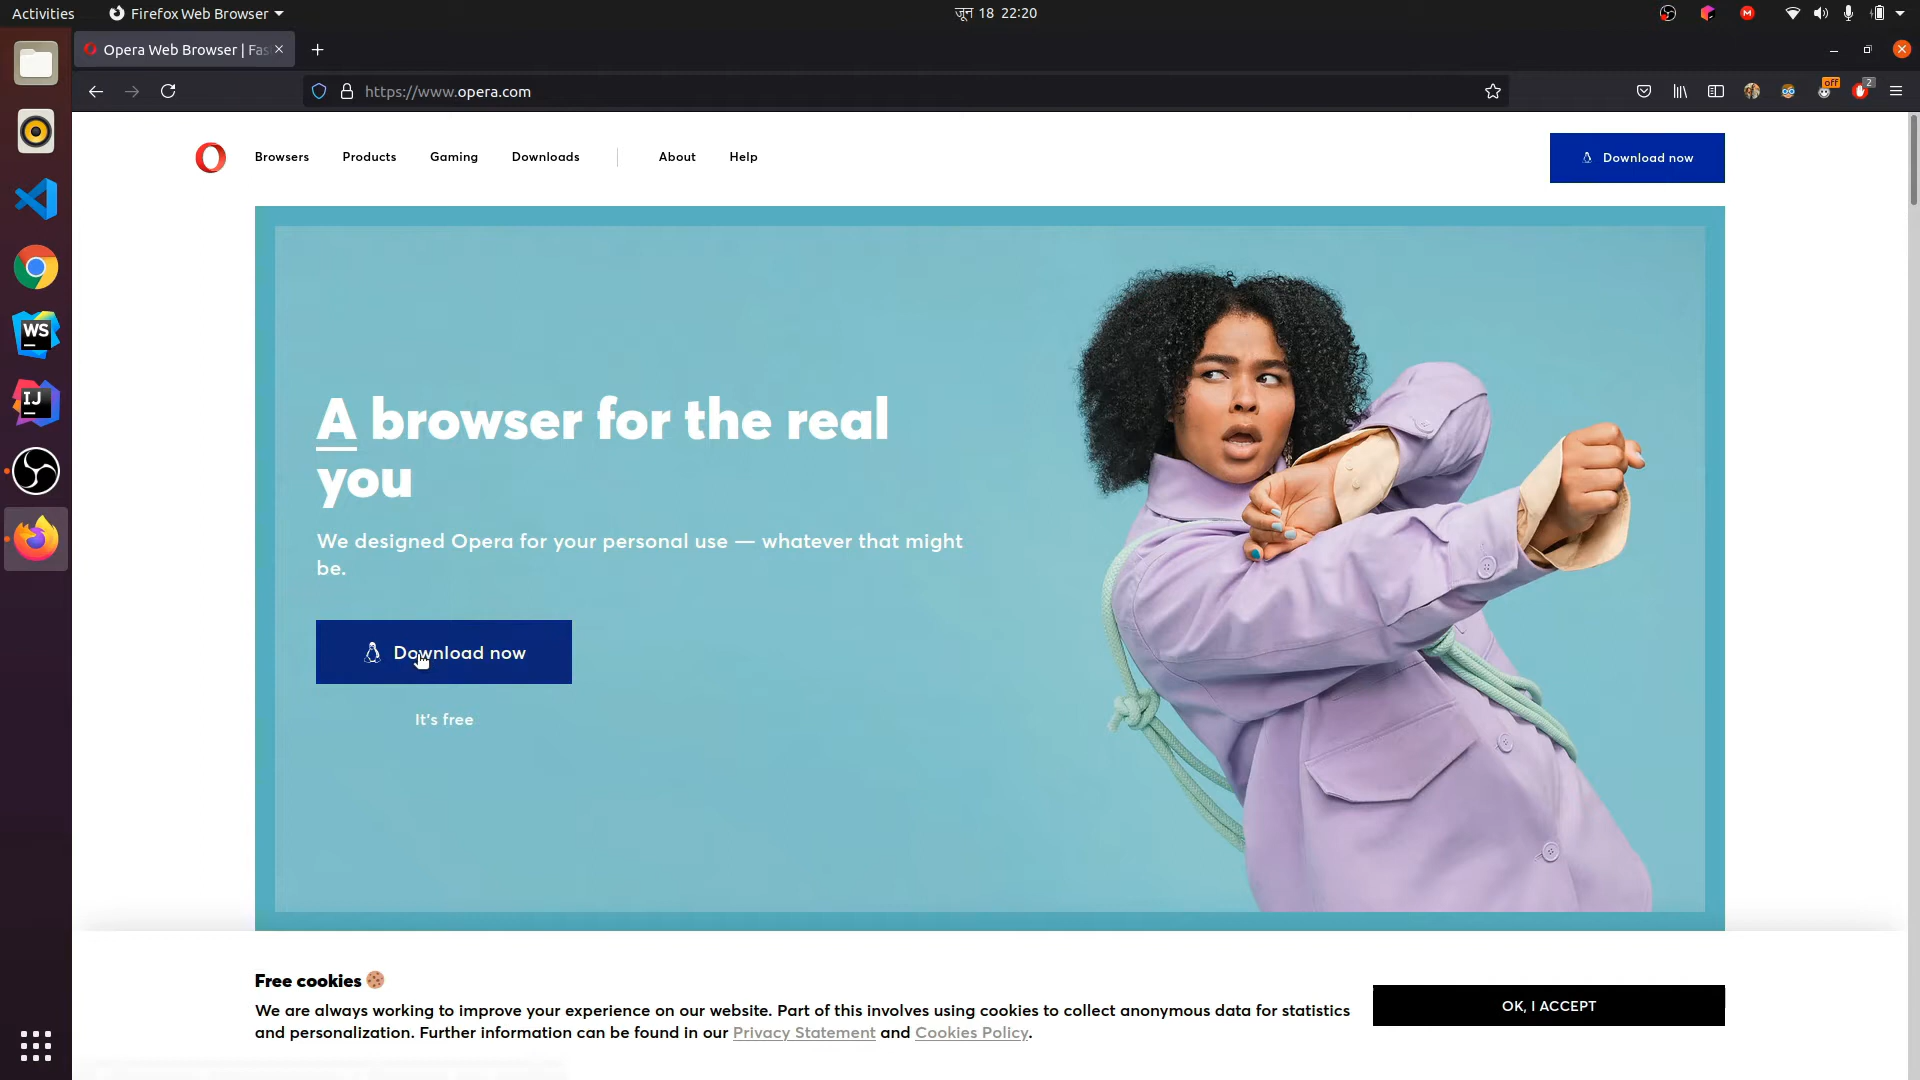 Activities
Firefox Web Browser
जून 18 22:20
M
Opera Web Browser | Fas
https://www.opera.com
off
2
Browsers
Products
Gaming
Downloads
About
Help
Download now
WS
IJ
A browser for the real
you
We designed Opera for your personal use — whatever that might
be.
Download now
It's free
Free cookies
We are always working to improve your experience on our website. Part of this involves using cookies to collect anonymous data for statistics
and personalization. Further information can be found in our Privacy Statement and Cookies Policy.
OK, I ACCEPT